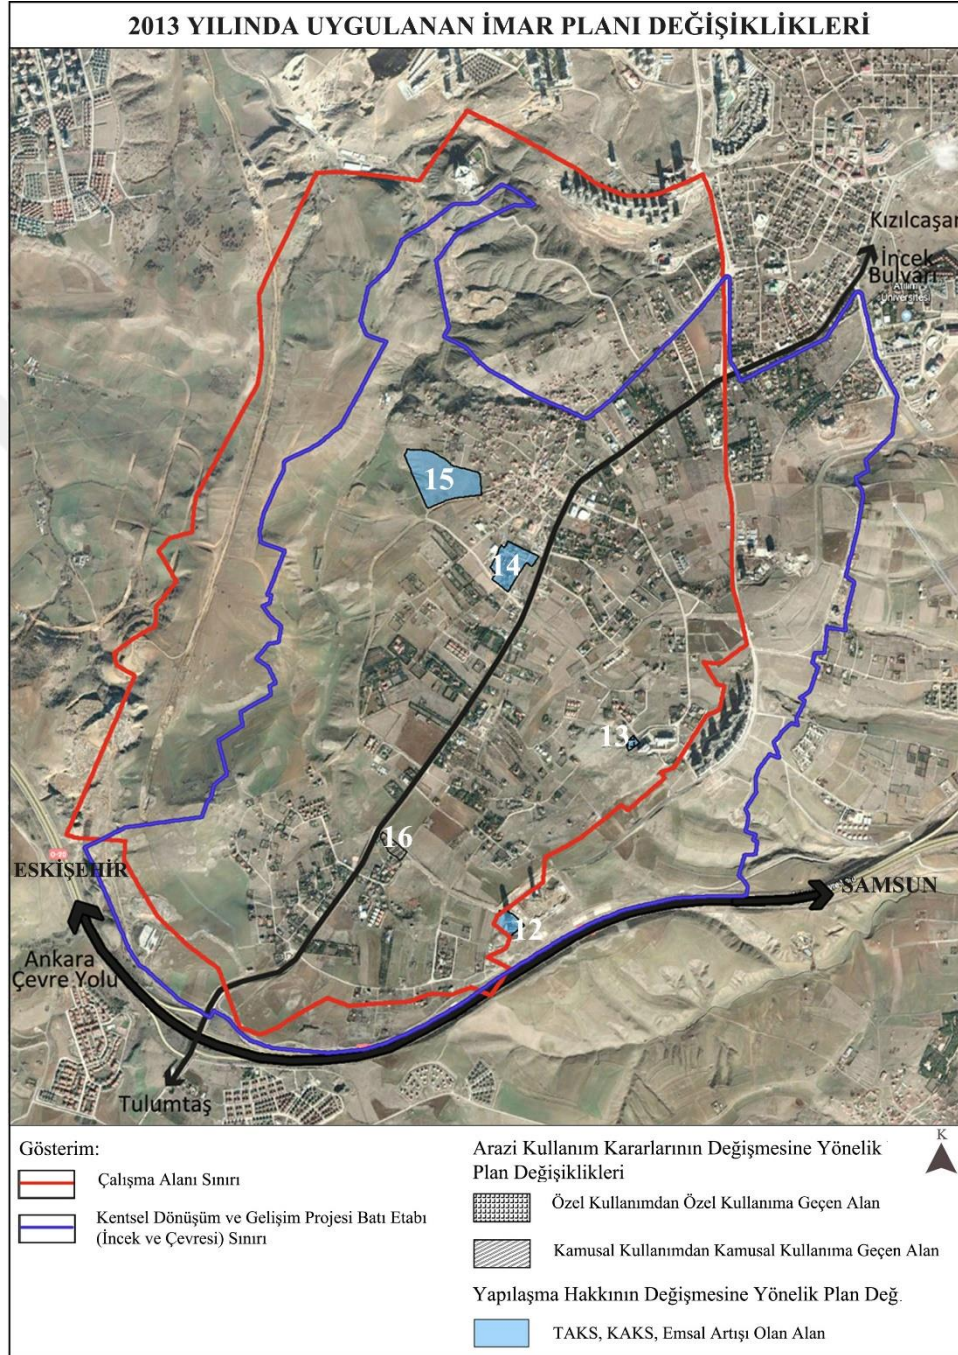 2013 YILINDA UYGULANAN İMAR PLANI DEĞİŞİKLİKLERİ
Kızılcaşar
İncek
Bulvarı
Atılım
Üniversitesi
15
14
13
16
ESKİŞEHİR
SAMSUN
12
Ankara
Çevre Yolu
Tulumtaş
Gösterim:
Çalışma Alanı Sınırı
Kentsel Dönüşüm ve Gelişim Projesi Batı Etabı
(İncek ve Çevresi) Sınırı
K
Arazi Kullanım Kararlarının Değişmesine Yönelik
Plan Değişiklikleri
Özel Kullanımdan Özel Kullanıma Geçen Alan
Kamusal Kullanımdan Kamusal Kullanıma Geçen Alan
Yapılaşma Hakkının Değişmesine Yönelik Plan Değ.
TAKS, KAKS, Emsal Artışı Olan Alan